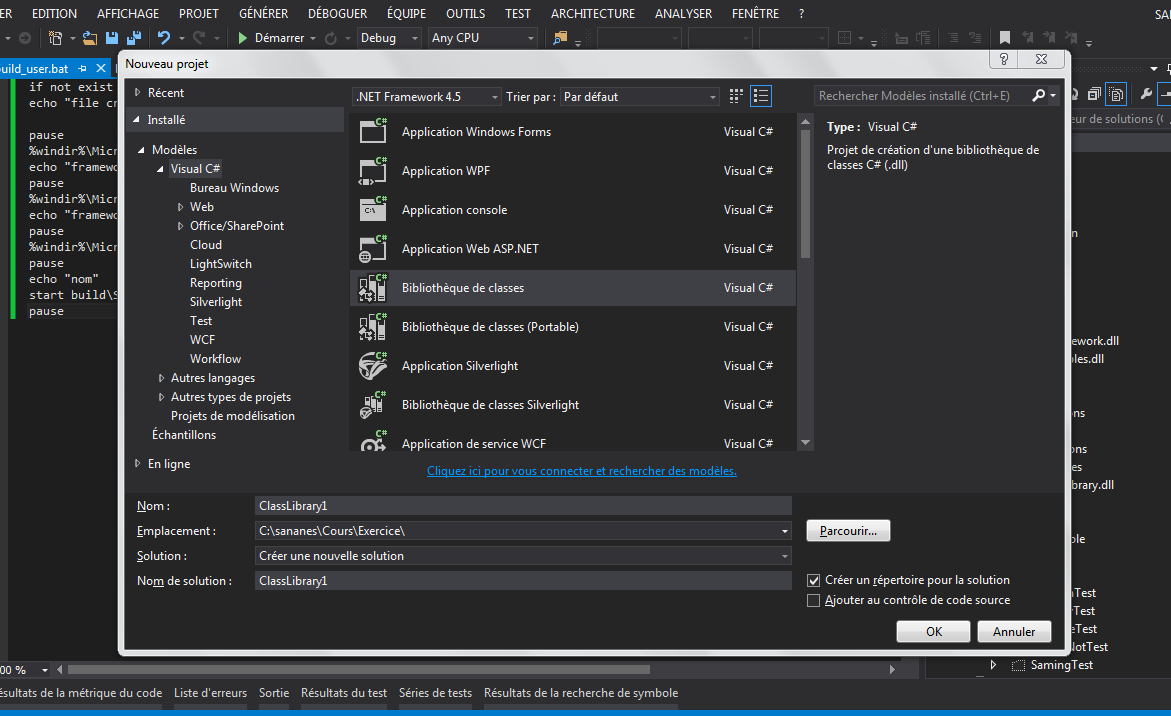 ER EDITION AFFICHAGE PROJET GÉNÉRER DÉBOGUER ÉQUIPE OUTILS TEST ARCHITECTURE ANALYSER FENÊTRE ? SA
Démarrer Debug Any CPU
uild_user.bat
if not exist
echo "file cr
pause
%windir%\Micr
echo "framewo
pause
%windir%\Micr
echo "framewo
pause
%windir%\Micr
pause
echo "nom"
start build\S
pause
Nouveau projet
Récent
Installé
Modèles
Visual C#
Bureau Windows
Web
Office/SharePoint
Cloud
LightSwitch
Reporting
Silverlight
Test
WCF
Workflow
Autres langages
Autres types de projets
Projets de modélisation
Échantillons
En ligne
.NET Framework 4.5 Trier par : Par défaut
Rechercher Modèles installé (Ctrl+E)
Application Windows Forms Visual C#
Application WPF Visual C#
Application console Visual C#
Application Web ASP.NET Visual C#
Bibliothèque de classes Visual C#
Bibliothèque de classes (Portable) Visual C#
Application Silverlight Visual C#
Bibliothèque de classes Silverlight Visual C#
Application de service WCF Visual C#
Cliquez ici pour vous connecter et rechercher des modèles.
Type : Visual C#
Projet de création d'une bibliothèque de
classes C# (.dll)
Nom : ClassLibrary1
Emplacement : C:\sananes\Cours\Exercice\ Parcourir...
Solution : Créer une nouvelle solution
Nom de solution : ClassLibrary1
Créer un répertoire pour la solution
Ajouter au contrôle de code source
OK Annuler
eur de solutions (
n
ework.dll
les.dll
ns
ons
es
brary.dll
ole
nTest
rTest
eTest
NotTest
SamingTest
00 %
ésultats de la métrique du code Liste d'erreurs Sortie Résultats du test Séries de tests Résultats de la recherche de symbole